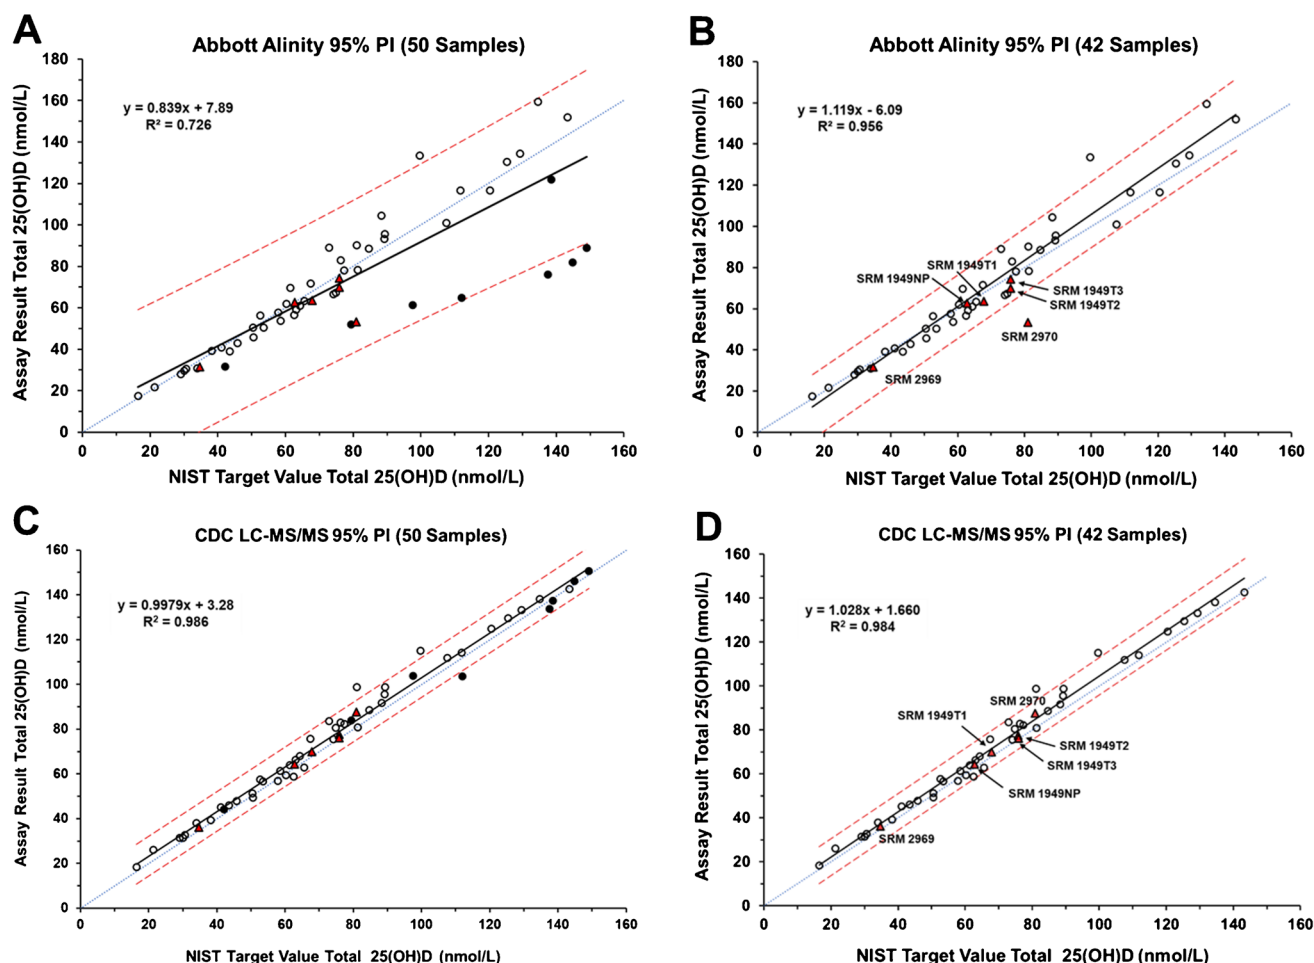 A
Abbott Alinity 95% PI (50 Samples)
y = 0.839x + 7.89
R² = 0.726
Assay Result Total 25(OH)D (nmol/L)
180
160
140
120
100
80
60
40
20
0
0 20 40 60 80 100 120 140 160
NIST Target Value Total 25(OH)D (nmol/L)
B
Abbott Alinity 95% PI (42 Samples)
y = 1.119x - 6.09
R² = 0.956
Assay Result Total 25(OH)D (nmol/L)
180
160
140
120
100
80
60
40
20
0
SRM 1949T1
SRM 1949NP
SRM 1949T3
SRM 1949T2
SRM 2970
SRM 2969
0 20 40 60 80 100 120 140 160
NIST Target Value Total 25(OH)D (nmol/L)
C
CDC LC-MS/MS 95% PI (50 Samples)
y = 0.9979x + 3.28
R² = 0.986
Assay Result Total 25(OH)D (nmol/L)
160
140
120
100
80
60
40
20
0
0 20 40 60 80 100 120 140 160
NIST Target Value Total 25(OH)D (nmol/L)
D
CDC LC-MS/MS 95% PI (42 Samples)
y = 1.028x + 1.660
R² = 0.984
Assay Result Total 25(OH)D (nmol/L)
160
140
120
100
80
60
40
20
0
SRM 2970
SRM 1949T1
SRM 1949T2
SRM 1949T3
SRM 1949NP
SRM 2969
0 20 40 60 80 100 120 140 160
NIST Target Value Total 25(OH)D (nmol/L)